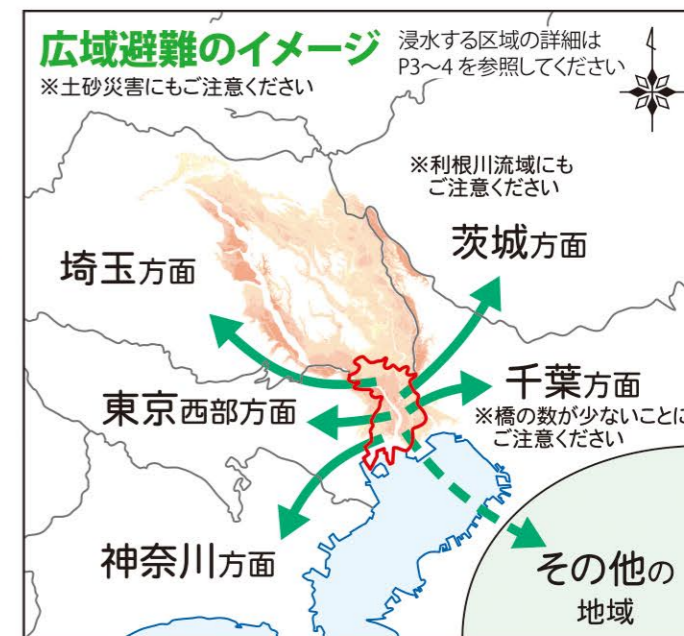 広域避難のイメージ
※土砂災害にもご注意ください
浸水する区域の詳細は
P3～4 を参照してください
※利根川流域にも
ご注意ください
茨城方面
埼玉方面
千葉方面
※橋の数が少ないことに
ご注意ください
東京西部方面
神奈川方面
その他の
地域